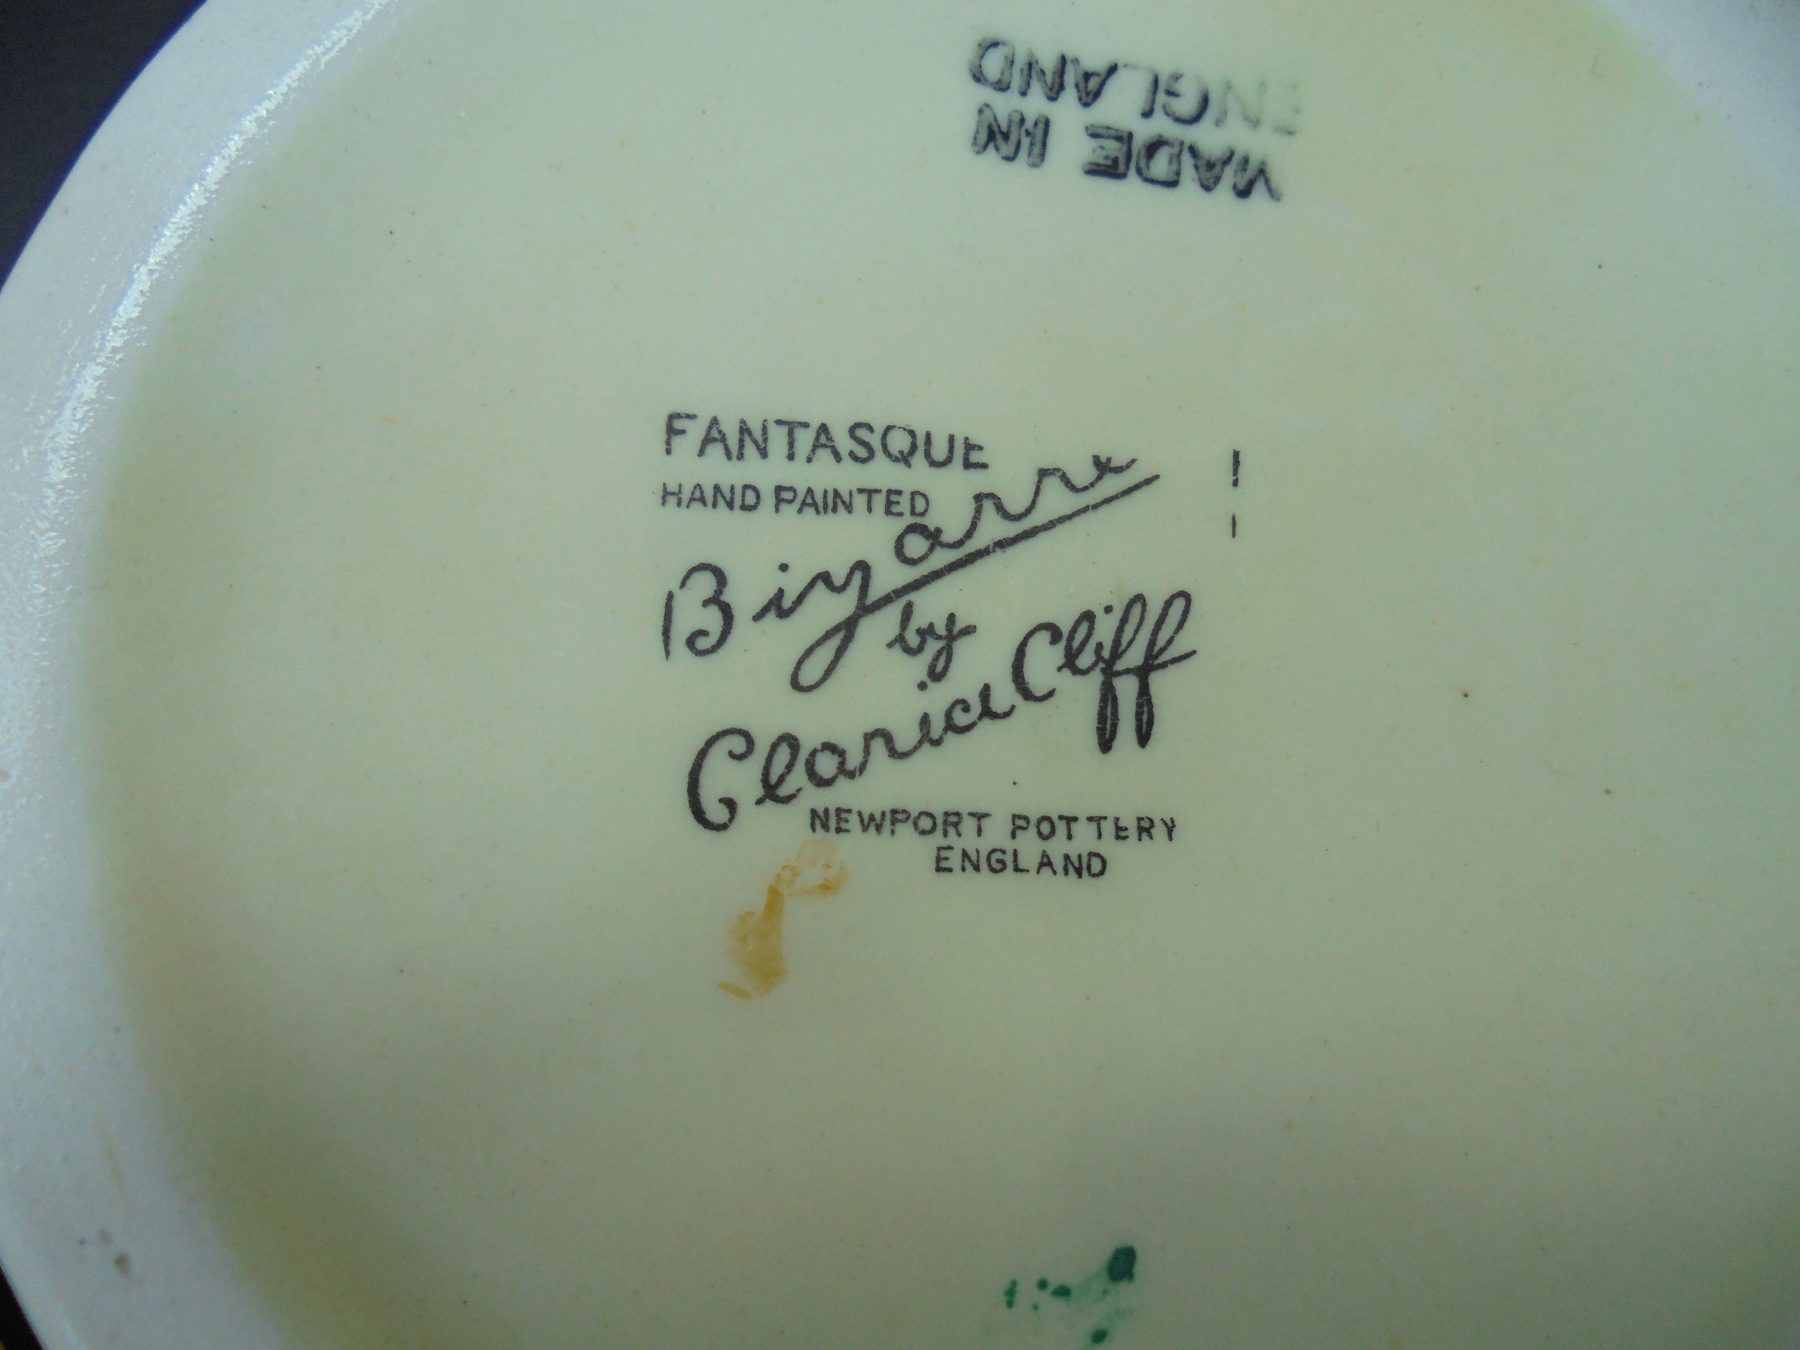 MADE IN
ENGLAND
FANTASQUE
HAND PAINTED
Bizarre
by
Clarice Cliff
NEWPORT POTTERY
ENGLAND